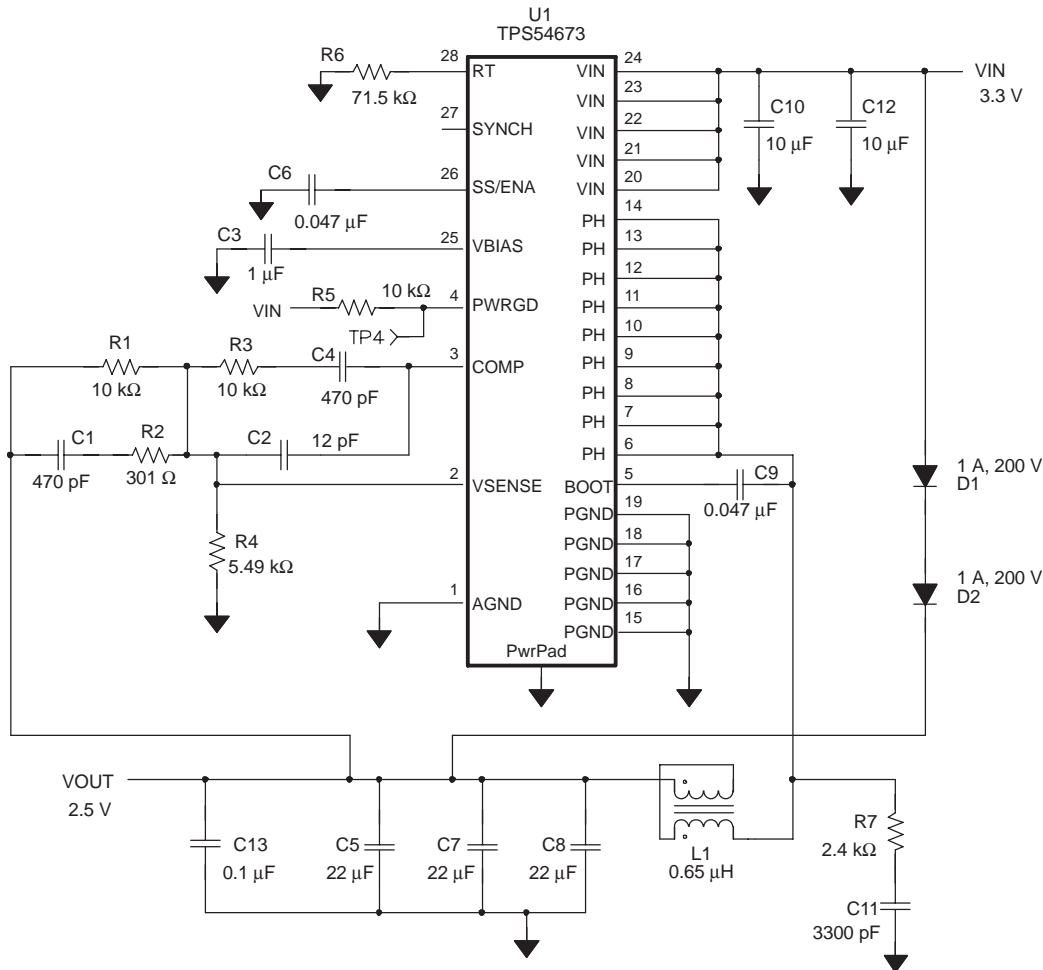 U1
TPS54673
R6
71.5 kΩ
28
RT
27
SYNCH
C6
0.047 μF
26
SS/ENA
C3
1 μF
25
VBIAS
VIN
R5
10 kΩ
TP4
4
PWRGD
R1
10 kΩ
R3
10 kΩ
C4
470 pF
3
COMP
C1
470 pF
R2
301 Ω
C2
12 pF
2
VSENSE
R4
5.49 kΩ
1
AGND
PwrPad
VIN
24
VIN
23
VIN
22
VIN
21
VIN
20
PH
14
PH
13
PH
12
PH
11
PH
10
PH
9
PH
8
PH
7
PH
6
BOOT
5
PGND
19
PGND
18
PGND
17
PGND
16
PGND
15
C9
0.047 μF
C10
10 μF
C12
10 μF
VIN
3.3 V
1 A, 200 V
D1
1 A, 200 V
D2
VOUT
2.5 V
C13
0.1 μF
C5
22 μF
C7
22 μF
C8
22 μF
L1
0.65 μH
R7
2.4 kΩ
C11
3300 pF